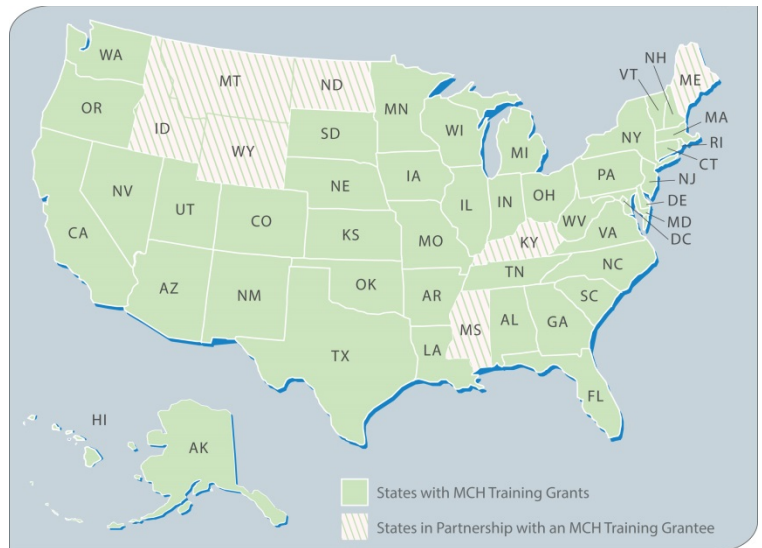 WA
MT
ND
OR
ID
WY
SD
MN
WI
MI
NY
VT
NH
ME
MA
RI
CT
NJ
DE
MD
DC
NV
UT
CO
NE
IA
IL
IN
OH
PA
WV
VA
CA
KS
MO
KY
NC
TN
AZ
NM
OK
AR
SC
MS
AL
GA
TX
LA
FL
HI
AK
States with MCH Training Grants
States in Partnership with an MCH Training Grantee